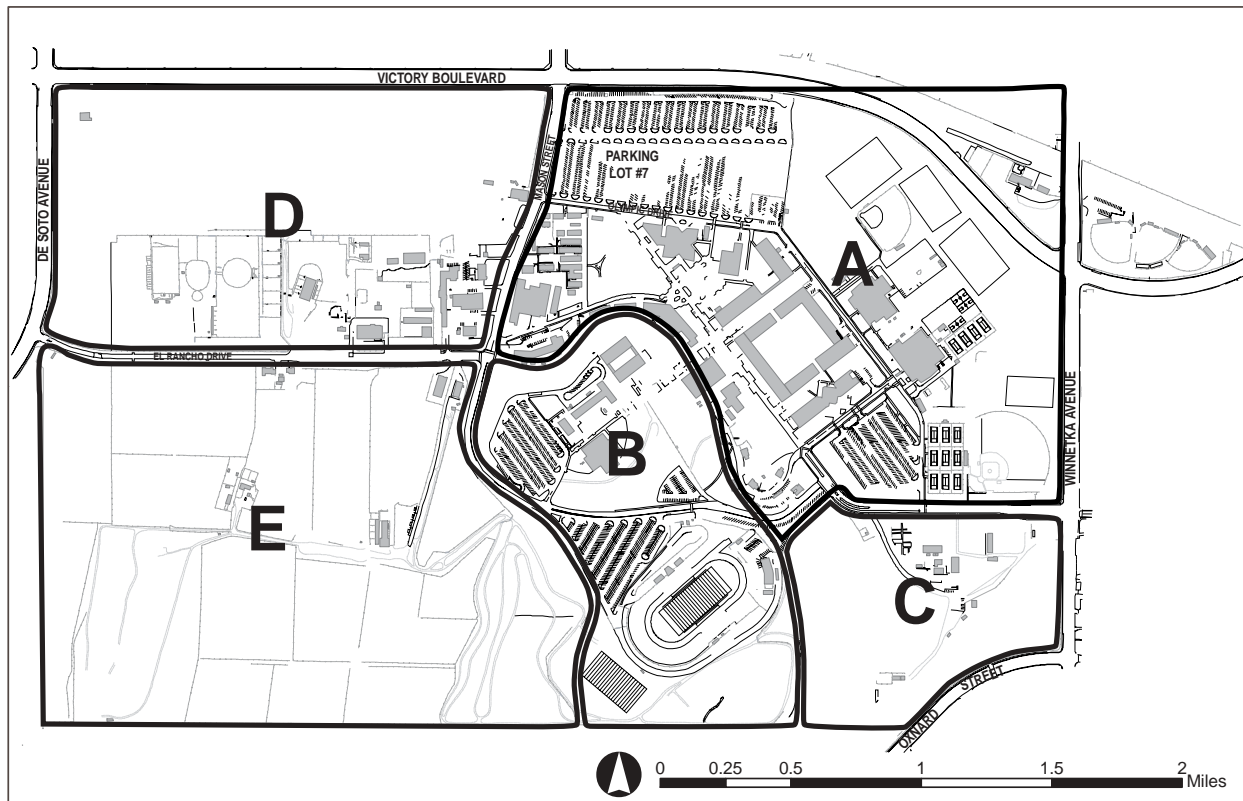 VICTORY BOULEVARD
DE SOTO AVENUE
MASON STREET
PARKING
LOT #7
OLYMPIC DRIVE
D
A
EL RANCHO DRIVE
WINNETKA AVENUE
B
E
C
OXNARD STREET
0 0.25 0.5 1 1.5 2
Miles